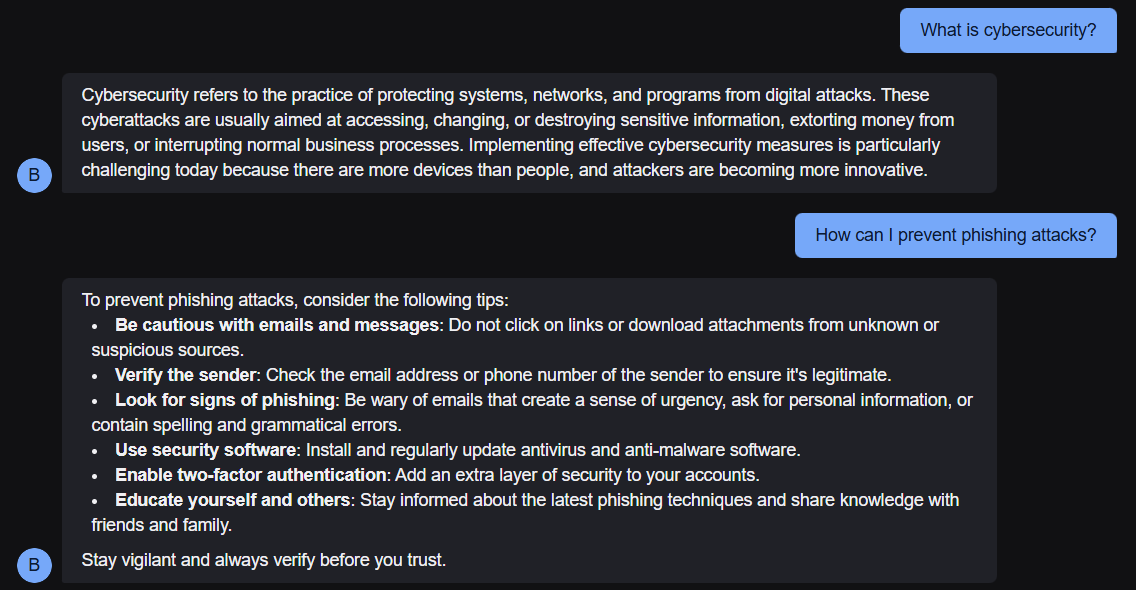 What is cybersecurity?
Cybersecurity refers to the practice of protecting systems, networks, and programs from digital attacks. These
cyberattacks are usually aimed at accessing, changing, or destroying sensitive information, extorting money from
users, or interrupting normal business processes. Implementing effective cybersecurity measures is particularly
challenging today because there are more devices than people, and attackers are becoming more innovative.
B
How can I prevent phishing attacks?
To prevent phishing attacks, consider the following tips:
• Be cautious with emails and messages: Do not click on links or download attachments from unknown or
suspicious sources.
• Verify the sender: Check the email address or phone number of the sender to ensure it's legitimate.
• Look for signs of phishing: Be wary of emails that create a sense of urgency, ask for personal information, or
contain spelling and grammatical errors.
• Use security software: Install and regularly update antivirus and anti-malware software.
• Enable two-factor authentication: Add an extra layer of security to your accounts.
• Educate yourself and others: Stay informed about the latest phishing techniques and share knowledge with
friends and family.
Stay vigilant and always verify before you trust.
B